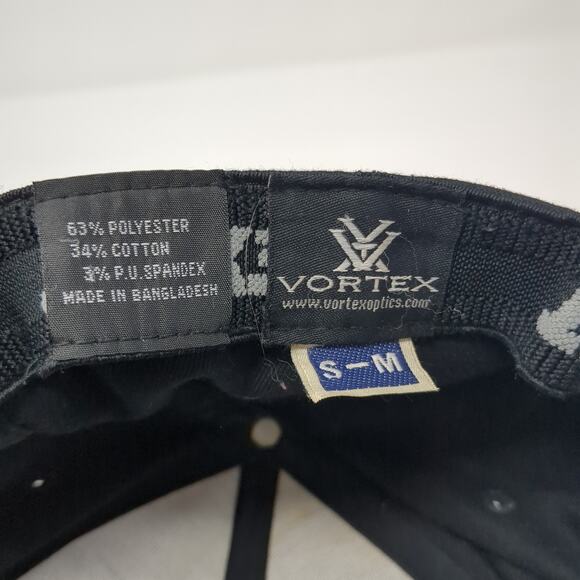 63% POLYESTER
34% COTTON
3% P.U.SPANDEX
MADE IN BANGLADESH
VORTEX
www.vortexoptics.com
S-M